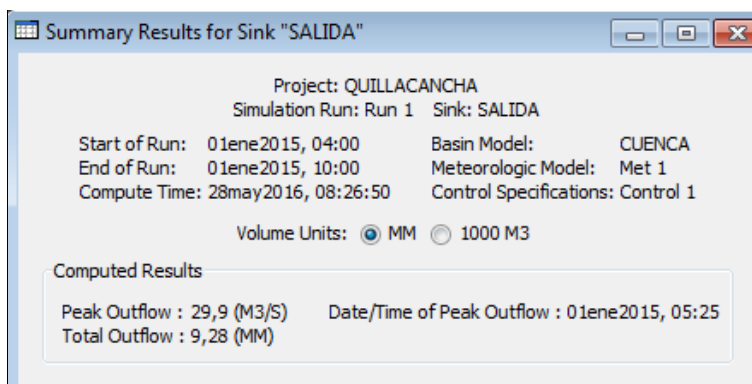 Summary Results for Sink "SALIDA"
Project: QUILLACANCHA
Simulation Run: Run 1 Sink: SALIDA
Start of Run: 01ene2015, 04:00 Basin Model: CUENCA
End of Run: 01ene2015, 10:00 Meteorologic Model: Met 1
Compute Time: 28may2016, 08:26:50 Control Specifications: Control 1
Volume Units: MM 1000 M3
Computed Results
Peak Outflow : 29,9 (M3/S) Date/Time of Peak Outflow : 01ene2015, 05:25
Total Outflow : 9,28 (MM)